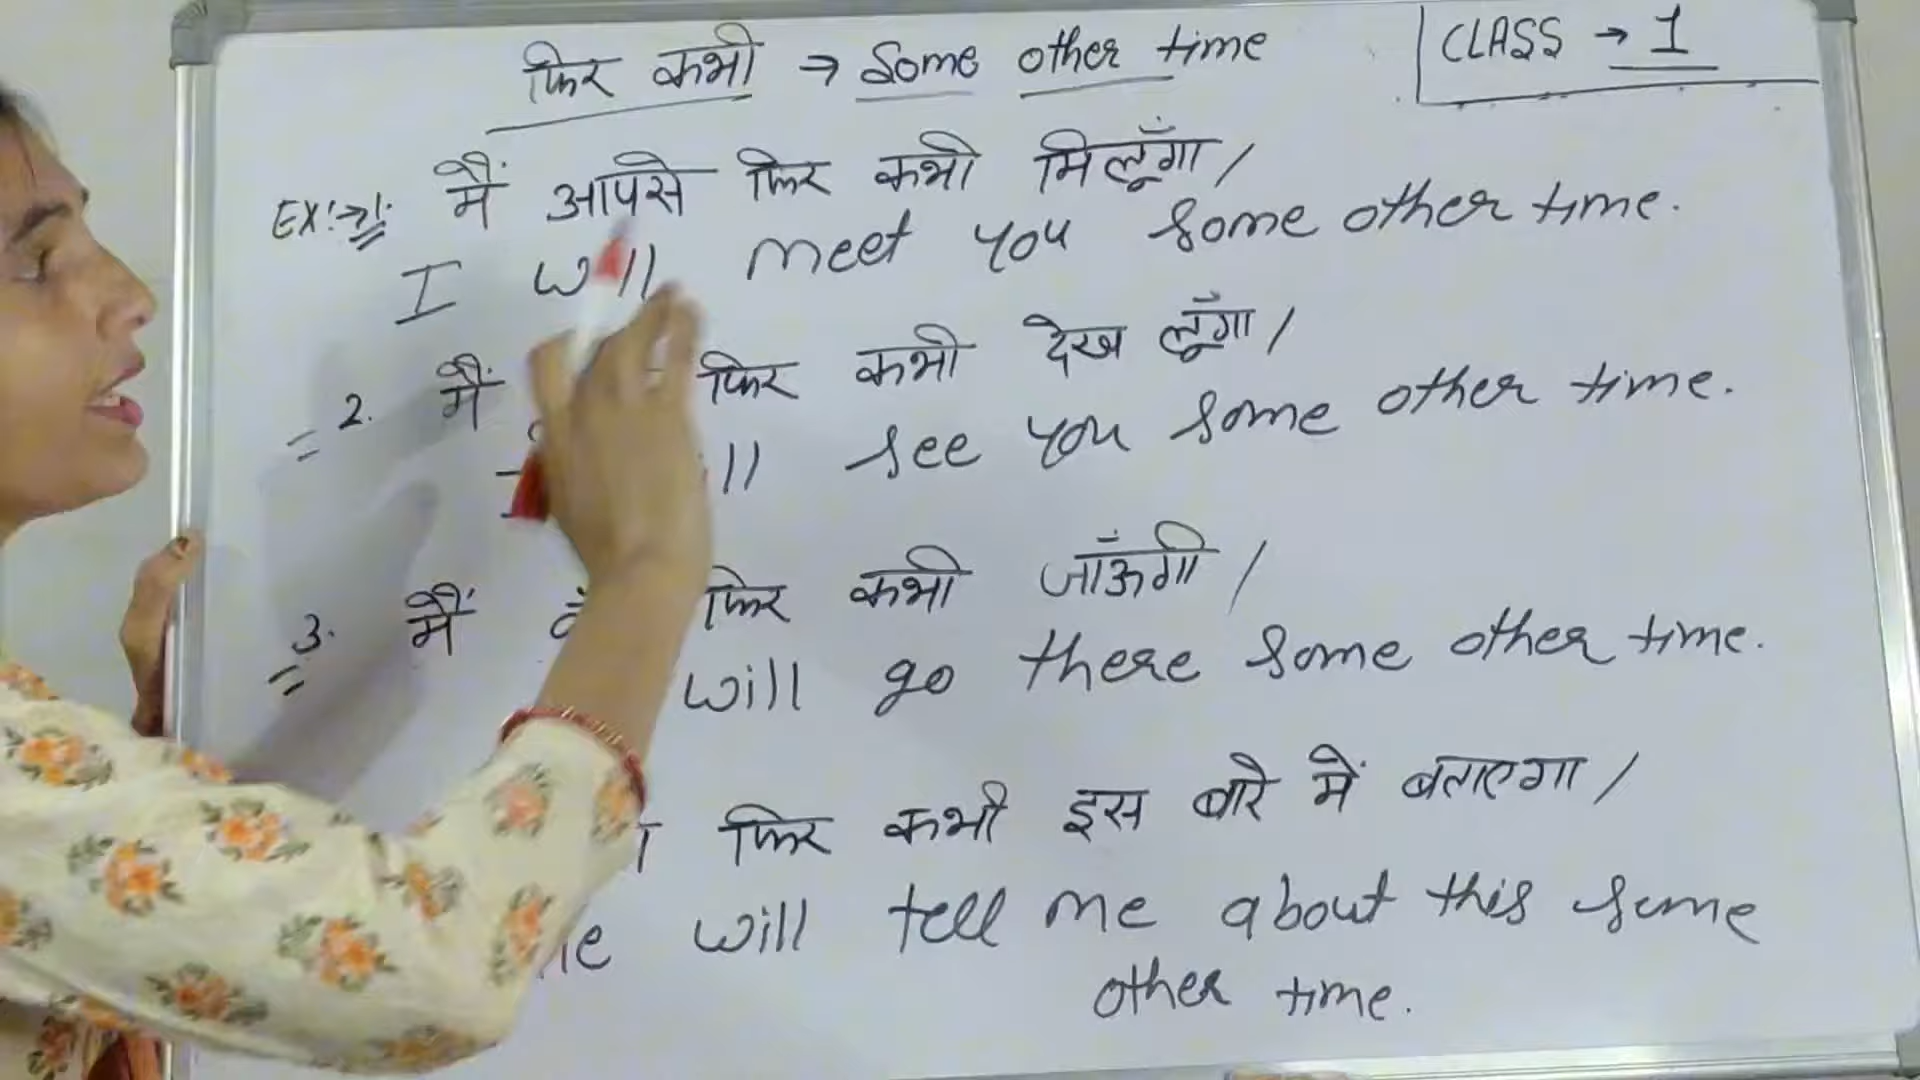 फिर कभी → Some other time
CLASS → 1
EX:→1. मैं आपसे फिर कभी मिलूँगा/
I will meet you some other time.
2. मैं फिर कभी देख लूँगा/
see you some other time.
3. मैं फिर कभी जाँऊगी/
will go there some other time.
फिर कभी इस बारे में बताएगा/
will tell me about this some
other time.